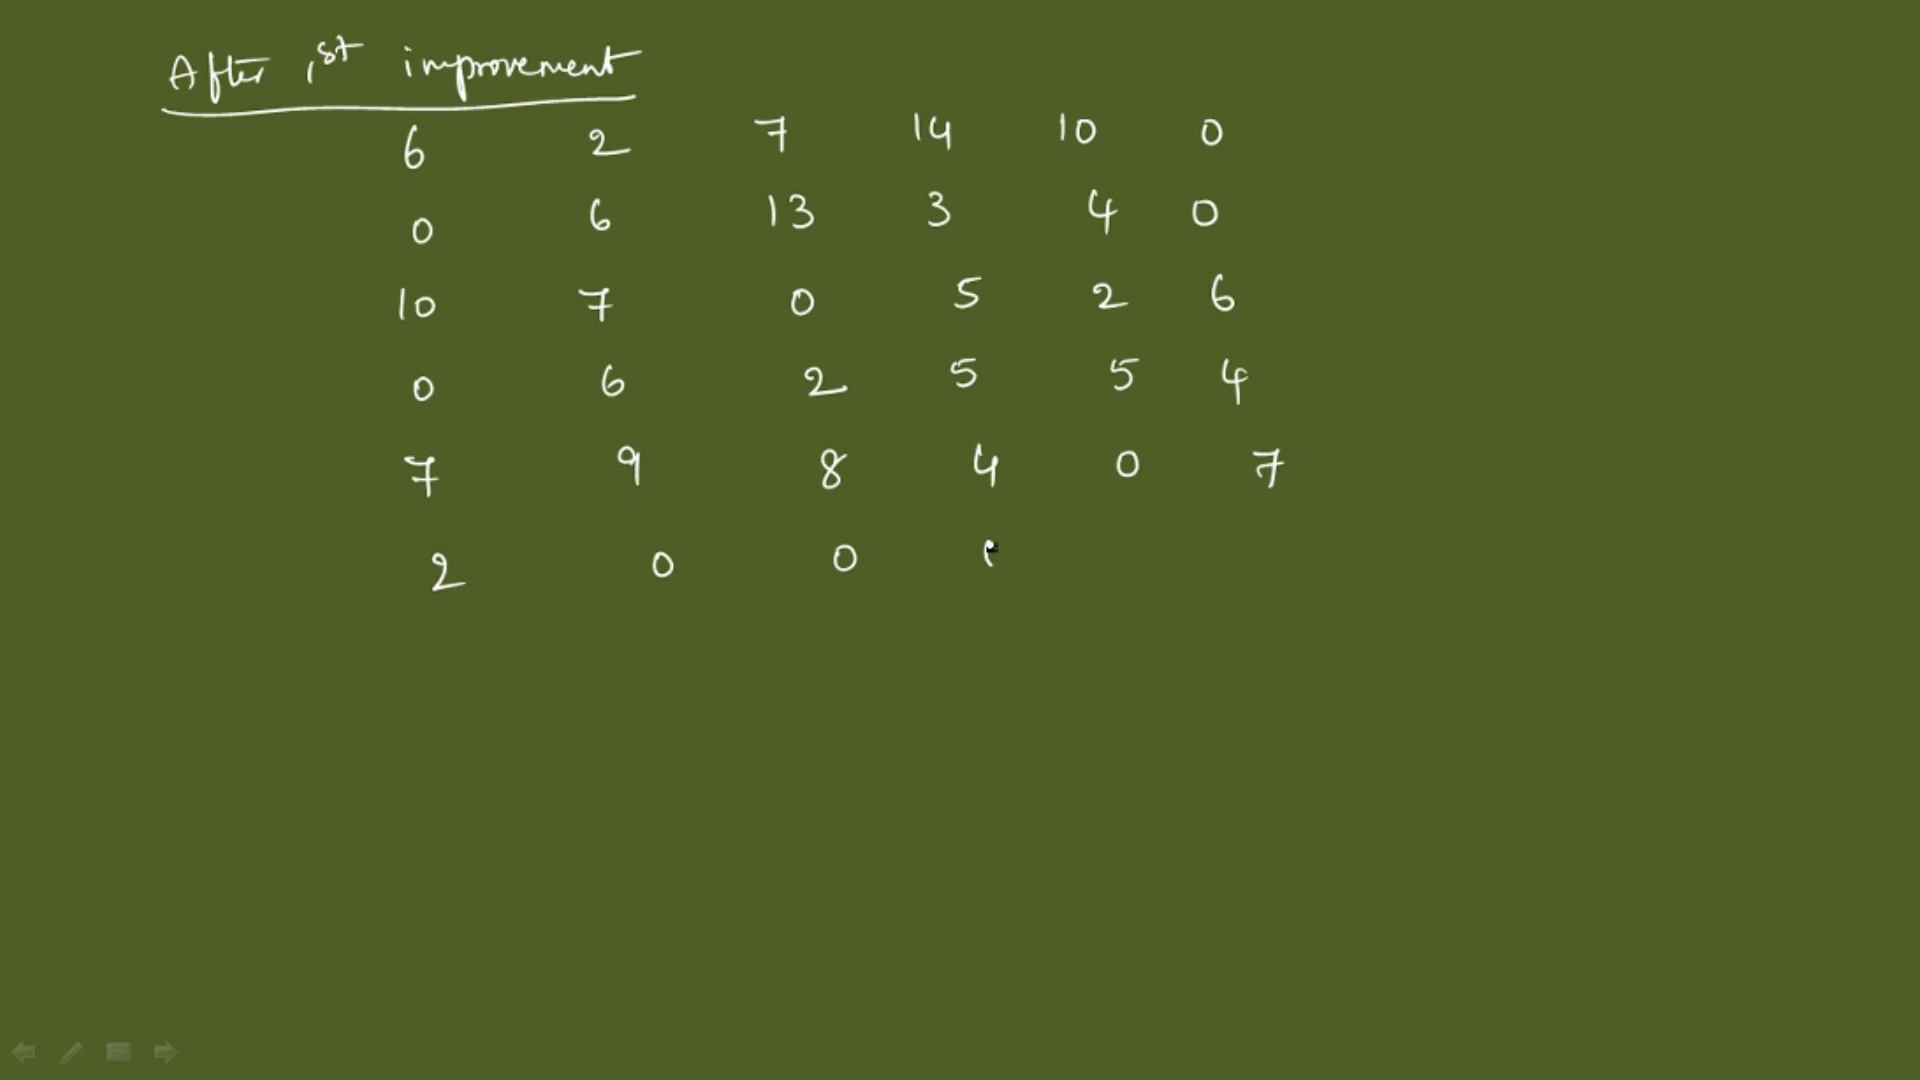 After 1st improvement
6 2 7 14 10 0
0 6 13 3 4 0
10 7 0 5 2 6
0 6 2 5 5 4
7 9 8 4 0 7
2 0 0